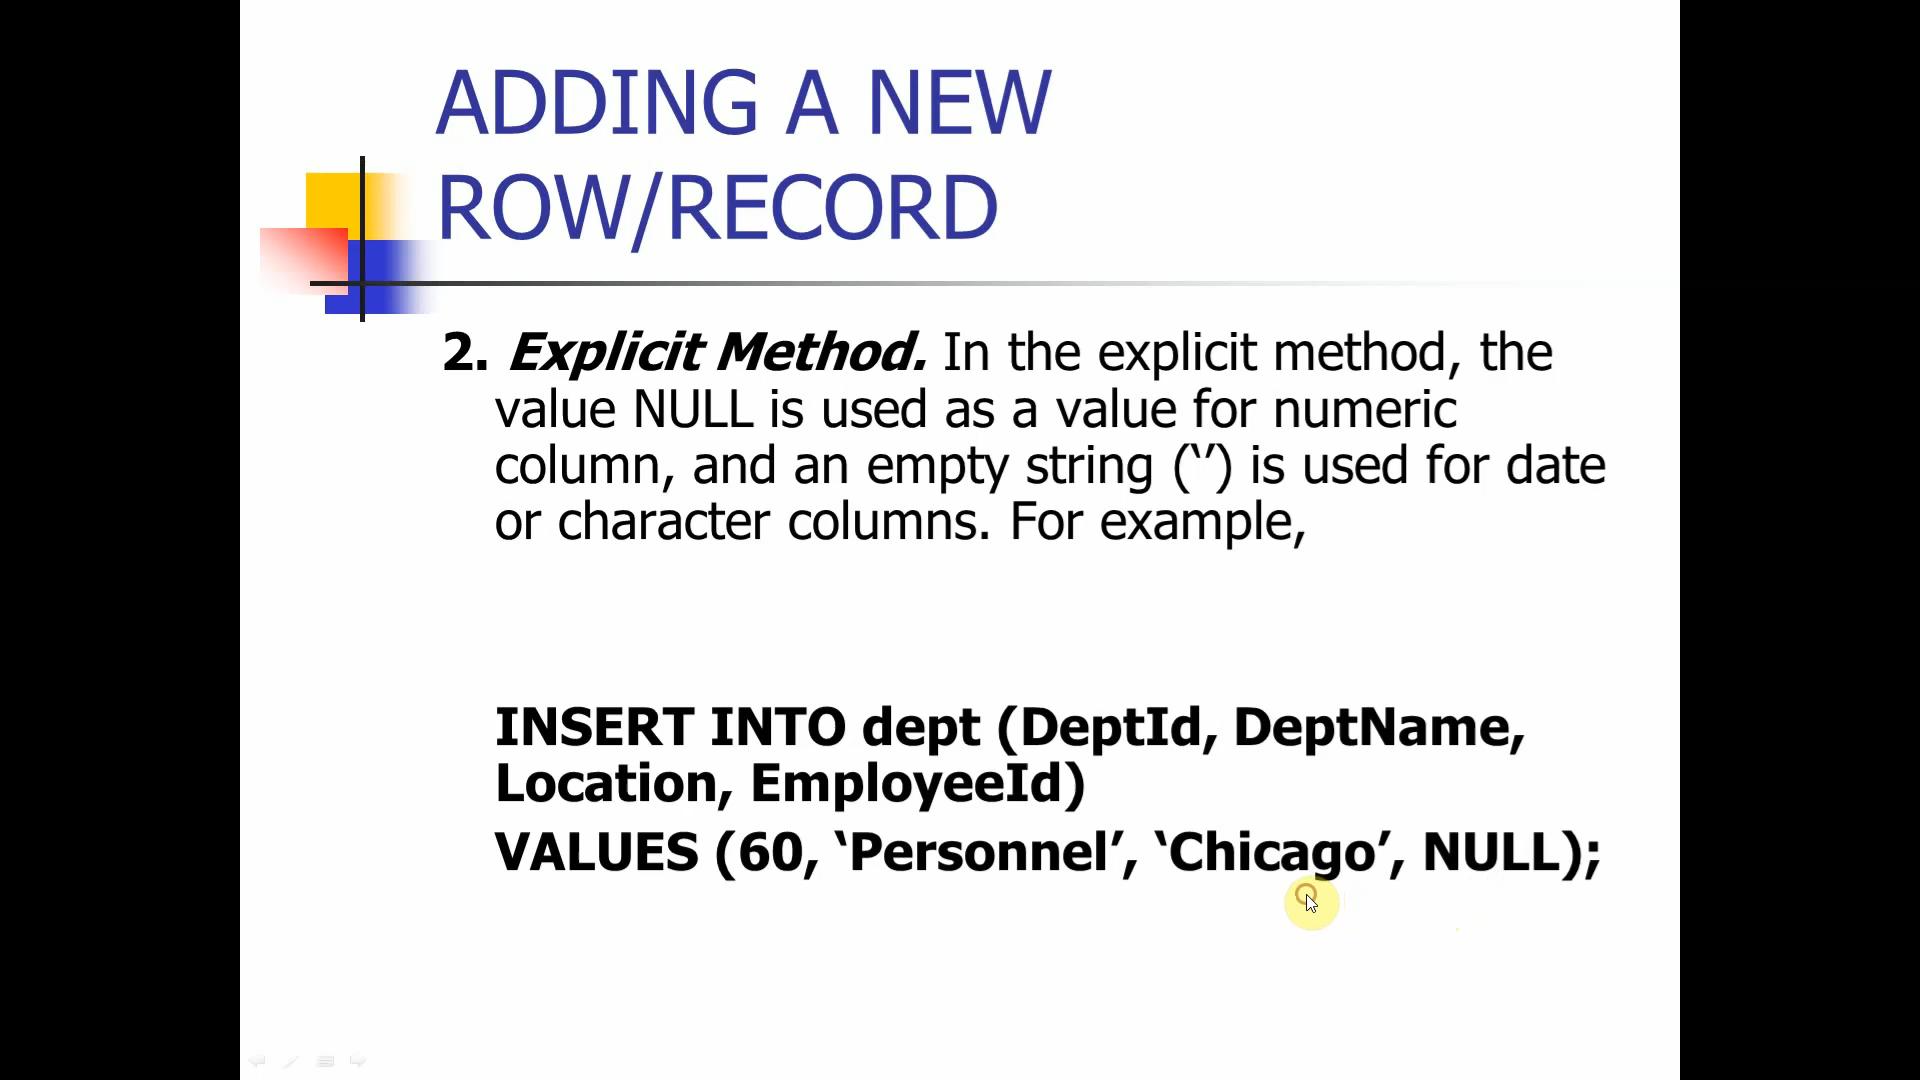 ADDING A NEW
ROW/RECORD
2. Explicit Method. In the explicit method, the
value NULL is used as a value for numeric
column, and an empty string (‘’) is used for date
or character columns. For example,
INSERT INTO dept (DeptId, DeptName,
Location, EmployeeId)
VALUES (60, ‘Personnel’, ‘Chicago’, NULL);